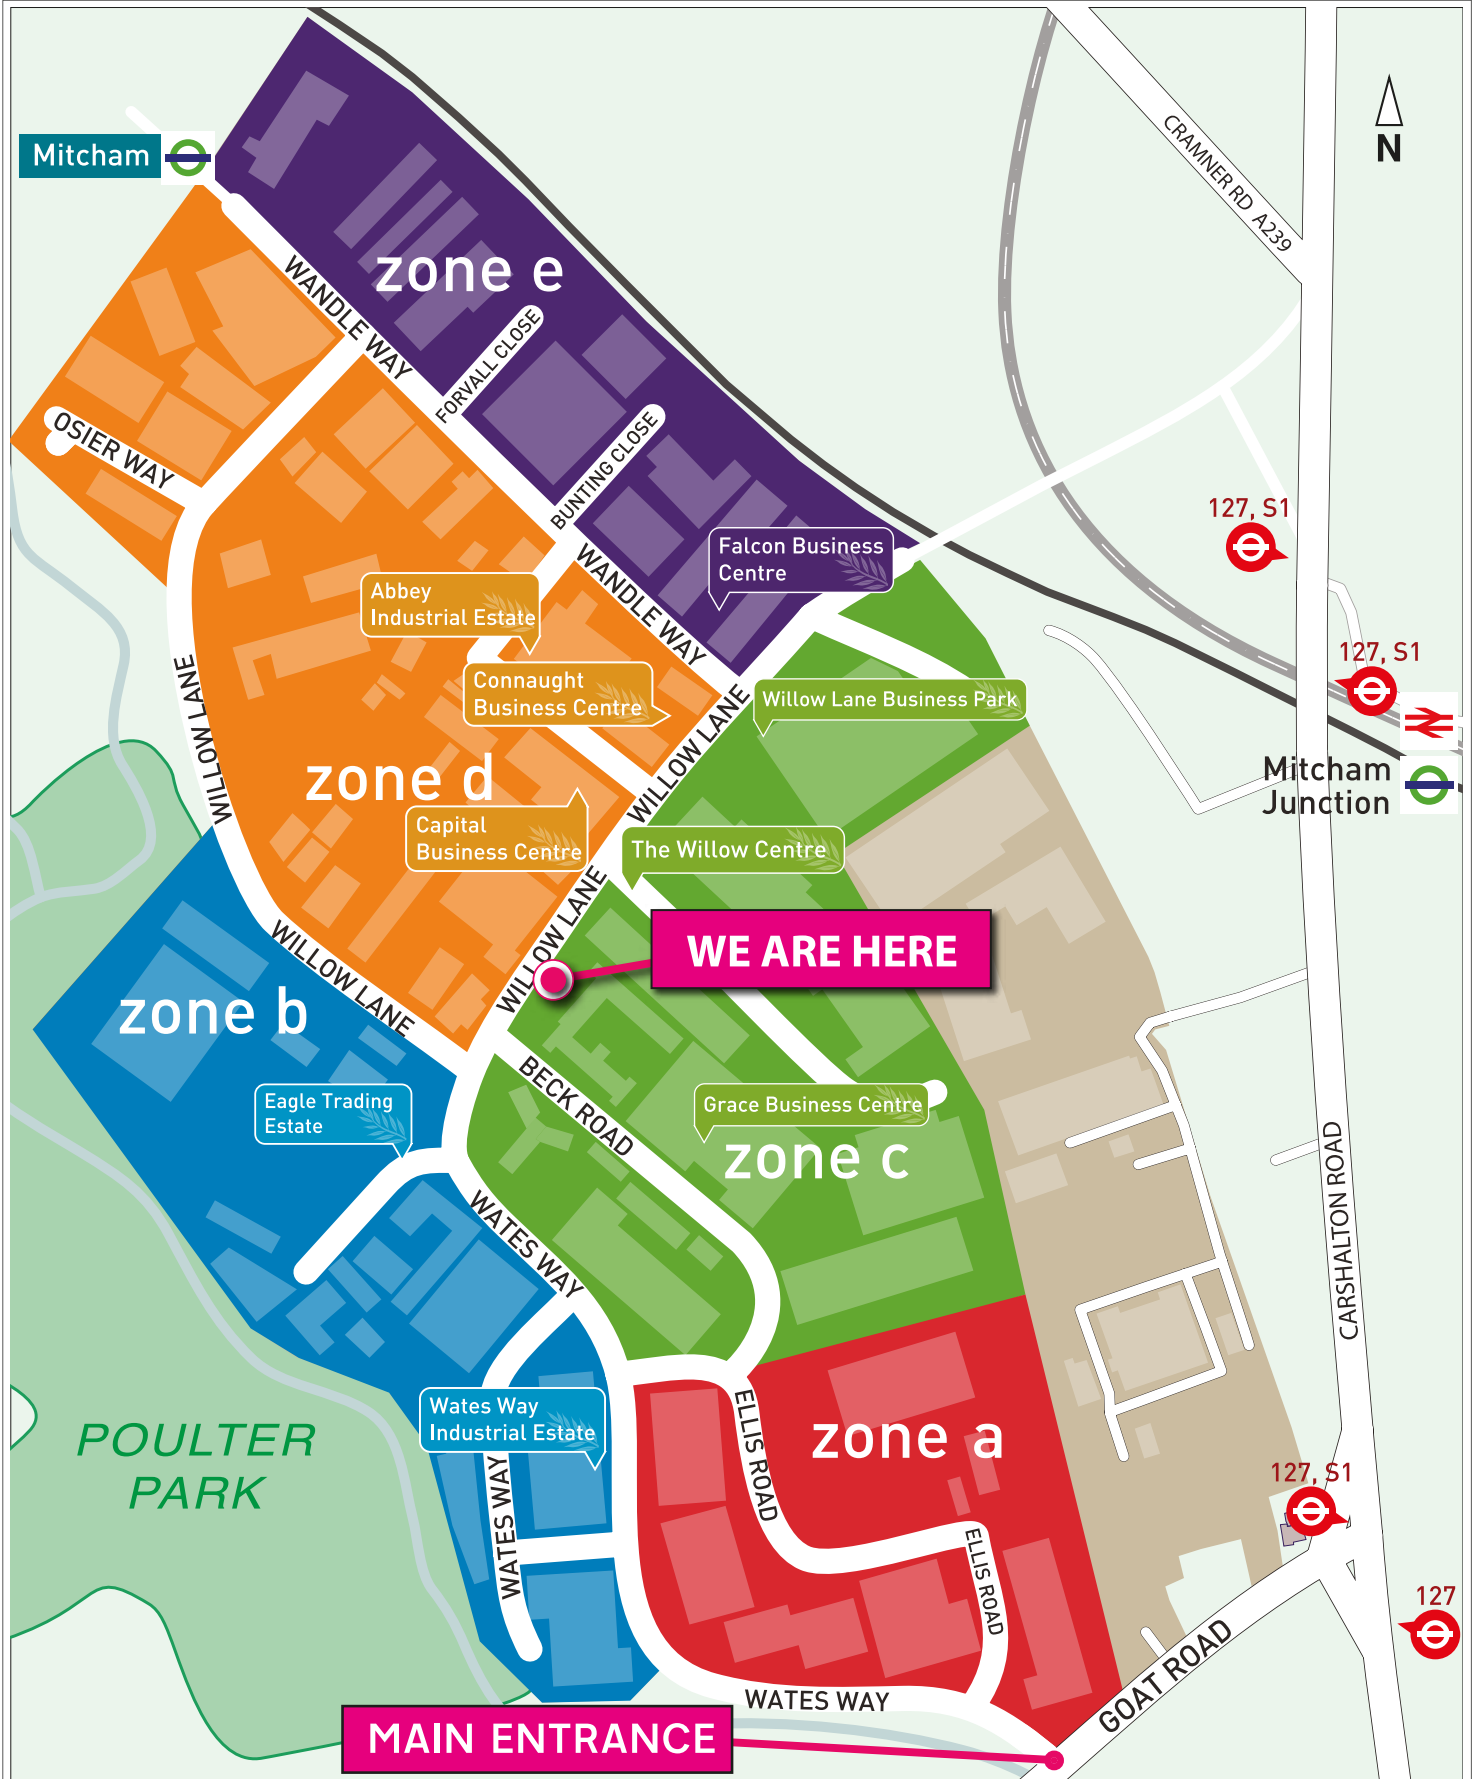 N
CRAMNER RD A239
Mitcham
zone e
WANDLE WAY
FORVALL CLOSE
OSIER WAY
BUNTING CLOSE
127, S1
Falcon Business
Centre
WANDLE WAY
Abbey
Industrial Estate
127, S1
Connaught
Business Centre
Willow Lane Business Park
WILLOW LANE
WILLOW LANE
zone d
Mitcham
Junction
Capital
Business Centre
The Willow Centre
WILLOW LANE
WE ARE HERE
WILLOW LANE
zone b
BECK ROAD
Eagle Trading
Estate
Grace Business Centre
zone c
CARSHALTON ROAD
WATES WAY
Wates Way
Industrial Estate
ELLIS ROAD
zone a
POULTER
PARK
127, S1
WATES WAY
ELLIS ROAD
127
GOAT ROAD
WATES WAY
MAIN ENTRANCE